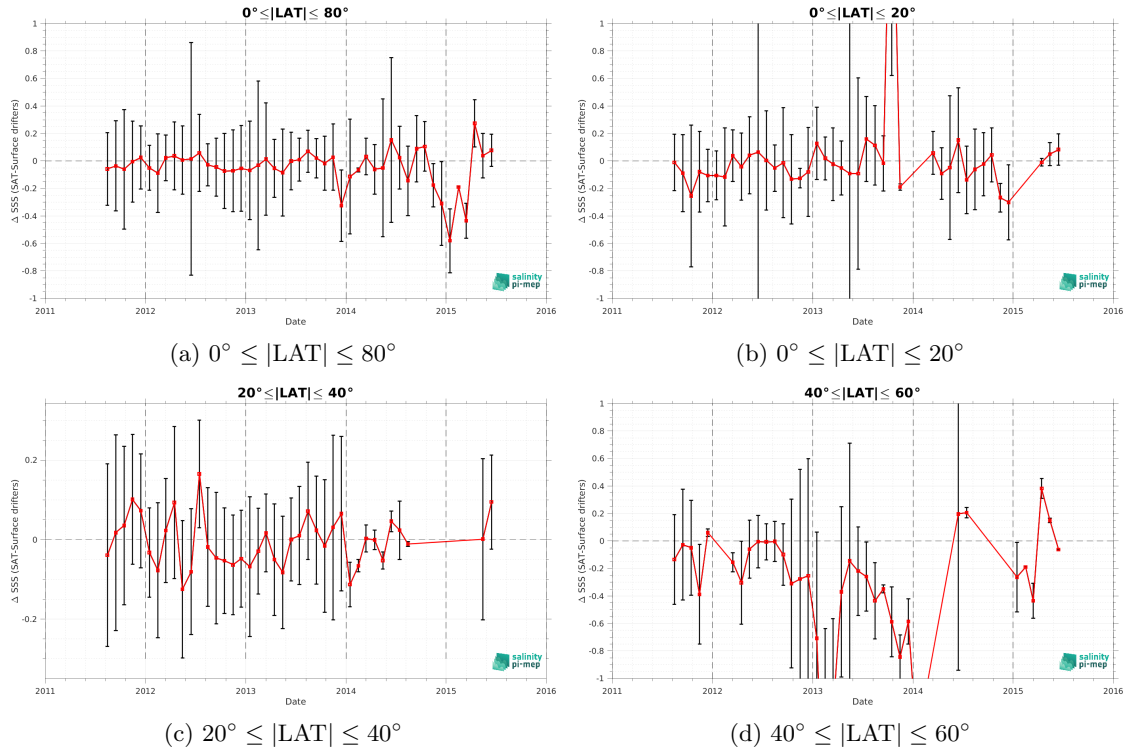 0°≤|LAT|≤ 80°
1
0.8
0.6
0.4
0.2
0
-0.2
-0.4
-0.6
-0.8
-1
Δ SSS (SAT-Surface drifters)
2011 2012 2013 2014 2015 2016
Date
salinity
pi-mep
(a) 0° ≤ |LAT| ≤ 80°
0°≤|LAT|≤ 20°
1
0.8
0.6
0.4
0.2
0
-0.2
-0.4
-0.6
-0.8
-1
Δ SSS (SAT-Surface drifters)
2011 2012 2013 2014 2015 2016
Date
salinity
pi-mep
(b) 0° ≤ |LAT| ≤ 20°
20°≤|LAT|≤ 40°
0.2
0
-0.2
Δ SSS (SAT-Surface drifters)
2011 2012 2013 2014 2015 2016
Date
salinity
pi-mep
(c) 20° ≤ |LAT| ≤ 40°
40°≤|LAT|≤ 60°
1
0.8
0.6
0.4
0.2
0
-0.2
-0.4
-0.6
-0.8
-1
Δ SSS (SAT-Surface drifters)
2011 2012 2013 2014 2015 2016
Date
salinity
pi-mep
(d) 40° ≤ |LAT| ≤ 60°